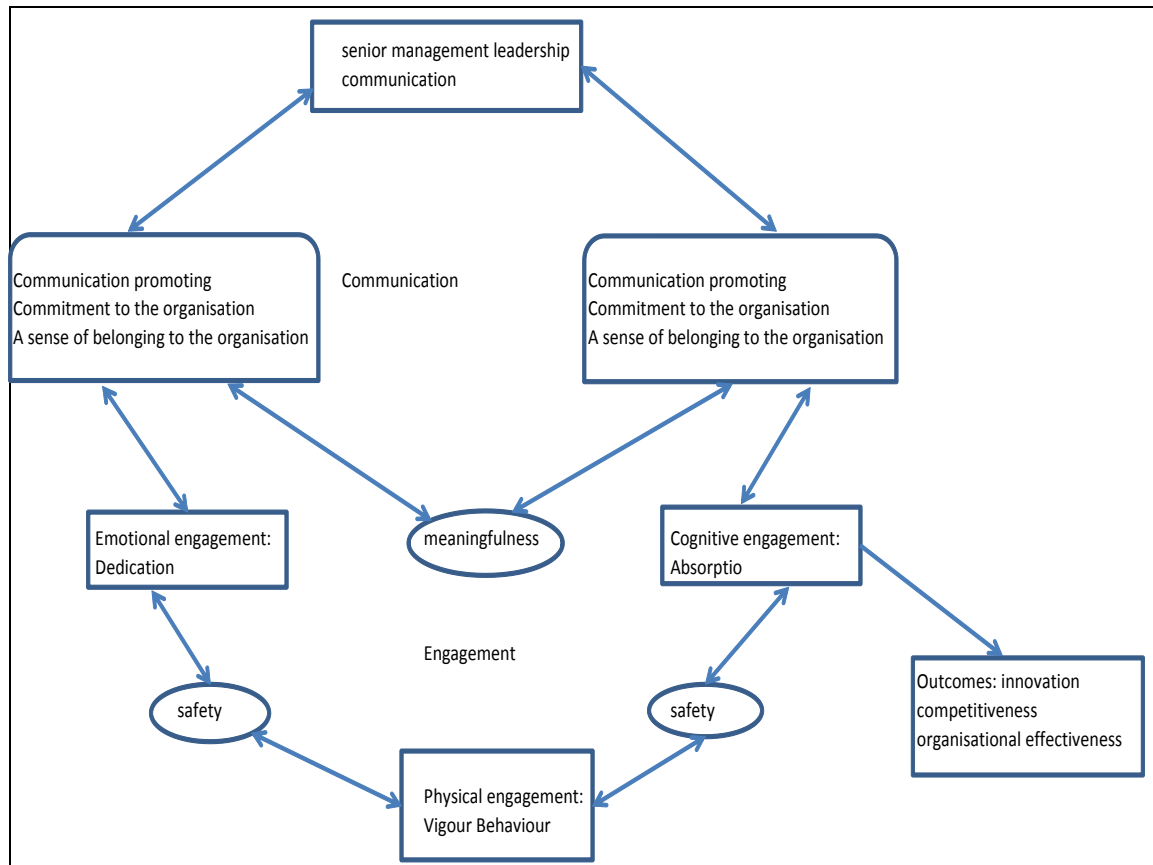 senior management leadership
communication
Communication promoting
Commitment to the organisation
A sense of belonging to the organisation
Communication
Communication promoting
Commitment to the organisation
A sense of belonging to the organisation
Emotional engagement:
Dedication
meaningfulness
Cognitive engagement:
Absorptio
Engagement
safety
safety
Outcomes: innovation
competitiveness
organisational effectiveness
Physical engagement:
Vigour Behaviour